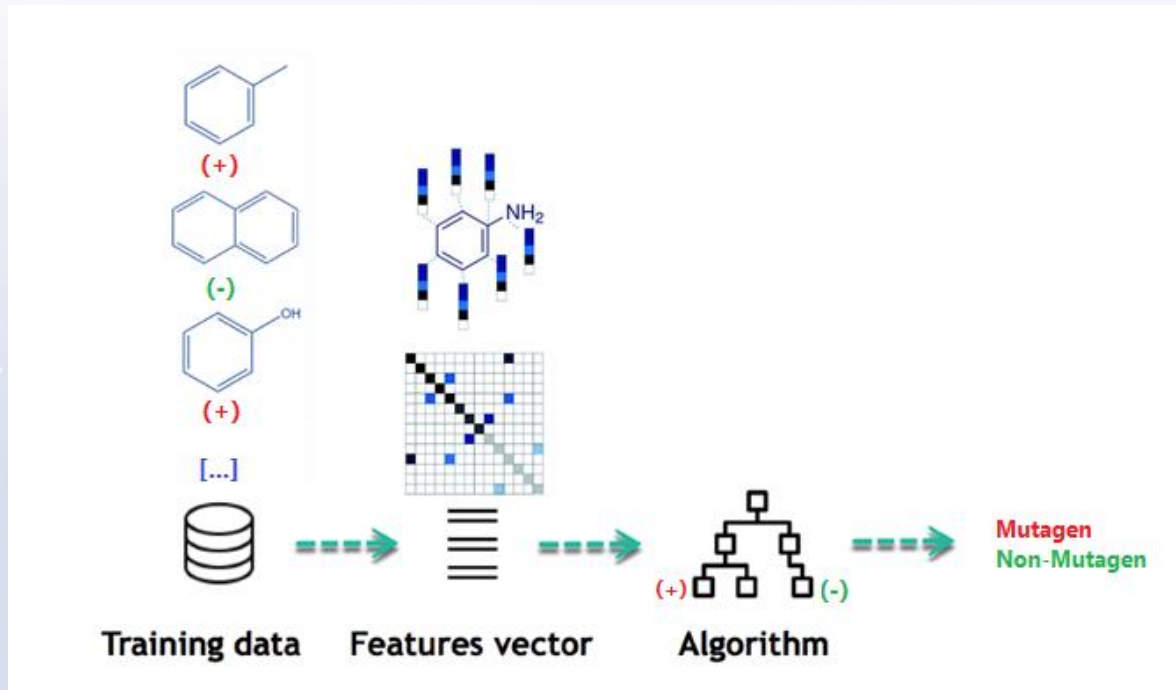 (+)
(-)
OH
(+)
[...]
Training data
NH2
Features vector
(+)
(-)
Algorithm
Mutagen
Non-Mutagen